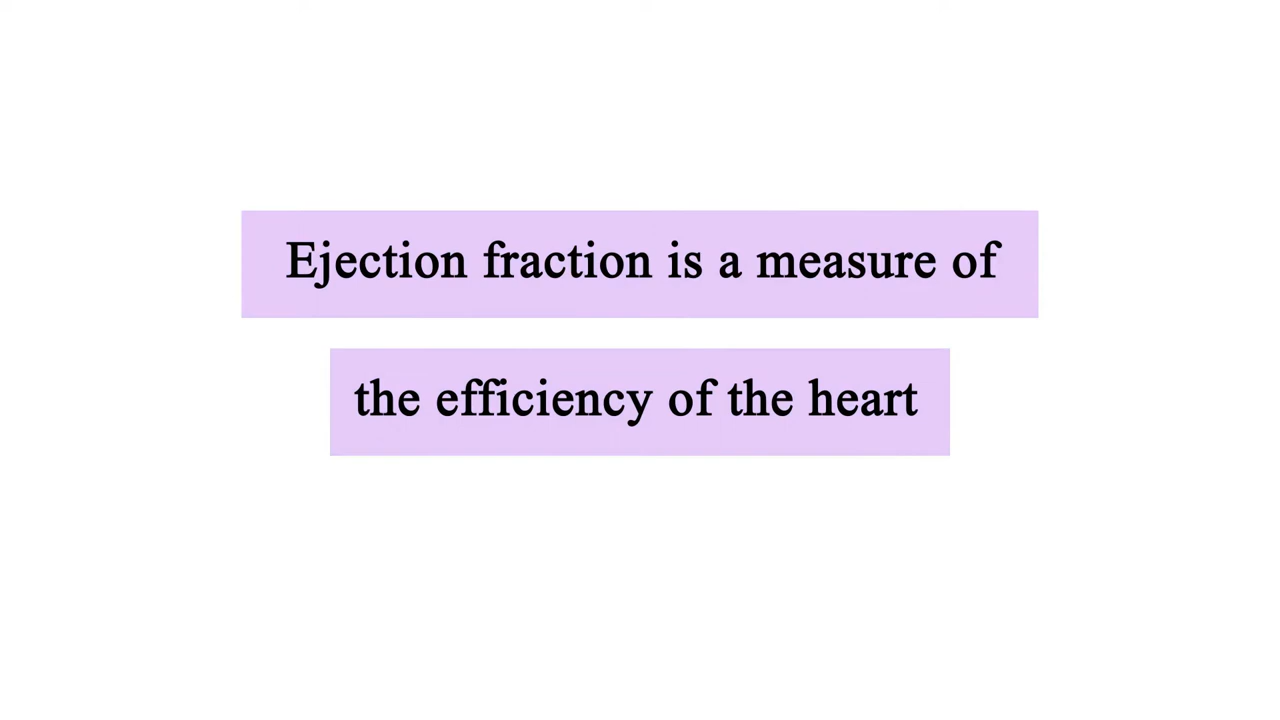 Ejection fraction is a measure of
the efficiency of the heart